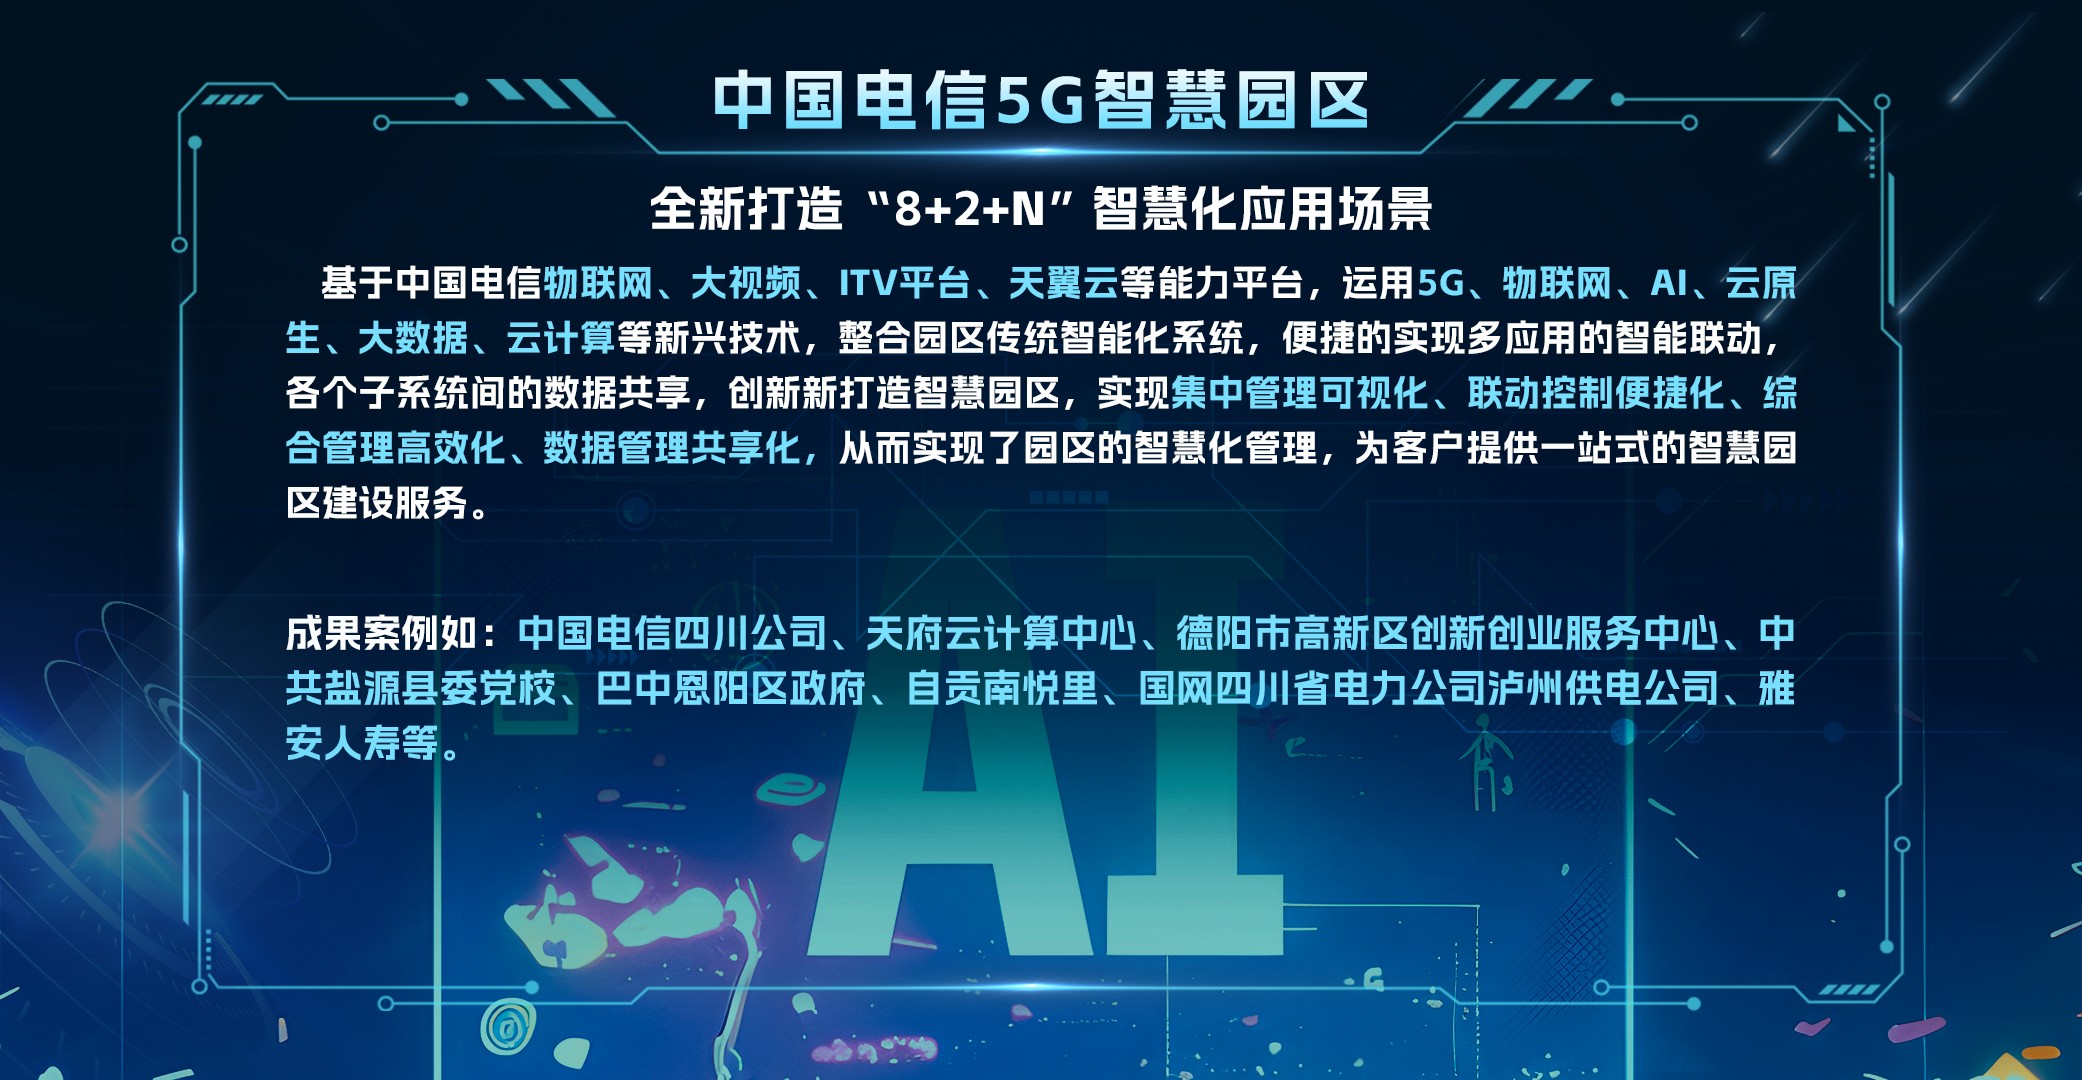 中国电信5G智慧园区
全新打造“8+2+N”智慧化应用场景
基于中国电信物联网、大视频、ITV平台、天翼云等能力平台，运用5G、物联网、AI、云原
生、大数据、云计算等新兴技术，整合园区传统智能化系统，便捷的实现多应用的智能联动，
各个子系统间的数据共享，创新新打造智慧园区，实现集中管理可视化、联动控制便捷化、综
合管理高效化、数据管理共享化，从而实现了园区的智慧化管理，为客户提供一站式的智慧园
区建设服务。
成果案例如：中国电信四川公司、天府云计算中心、德阳市高新区创新创业服务中心、中
共盐源县委党校、巴中恩阳区政府、自贡南悦里、国网四川省电力公司泸州供电公司、雅
安人寿等。
AI